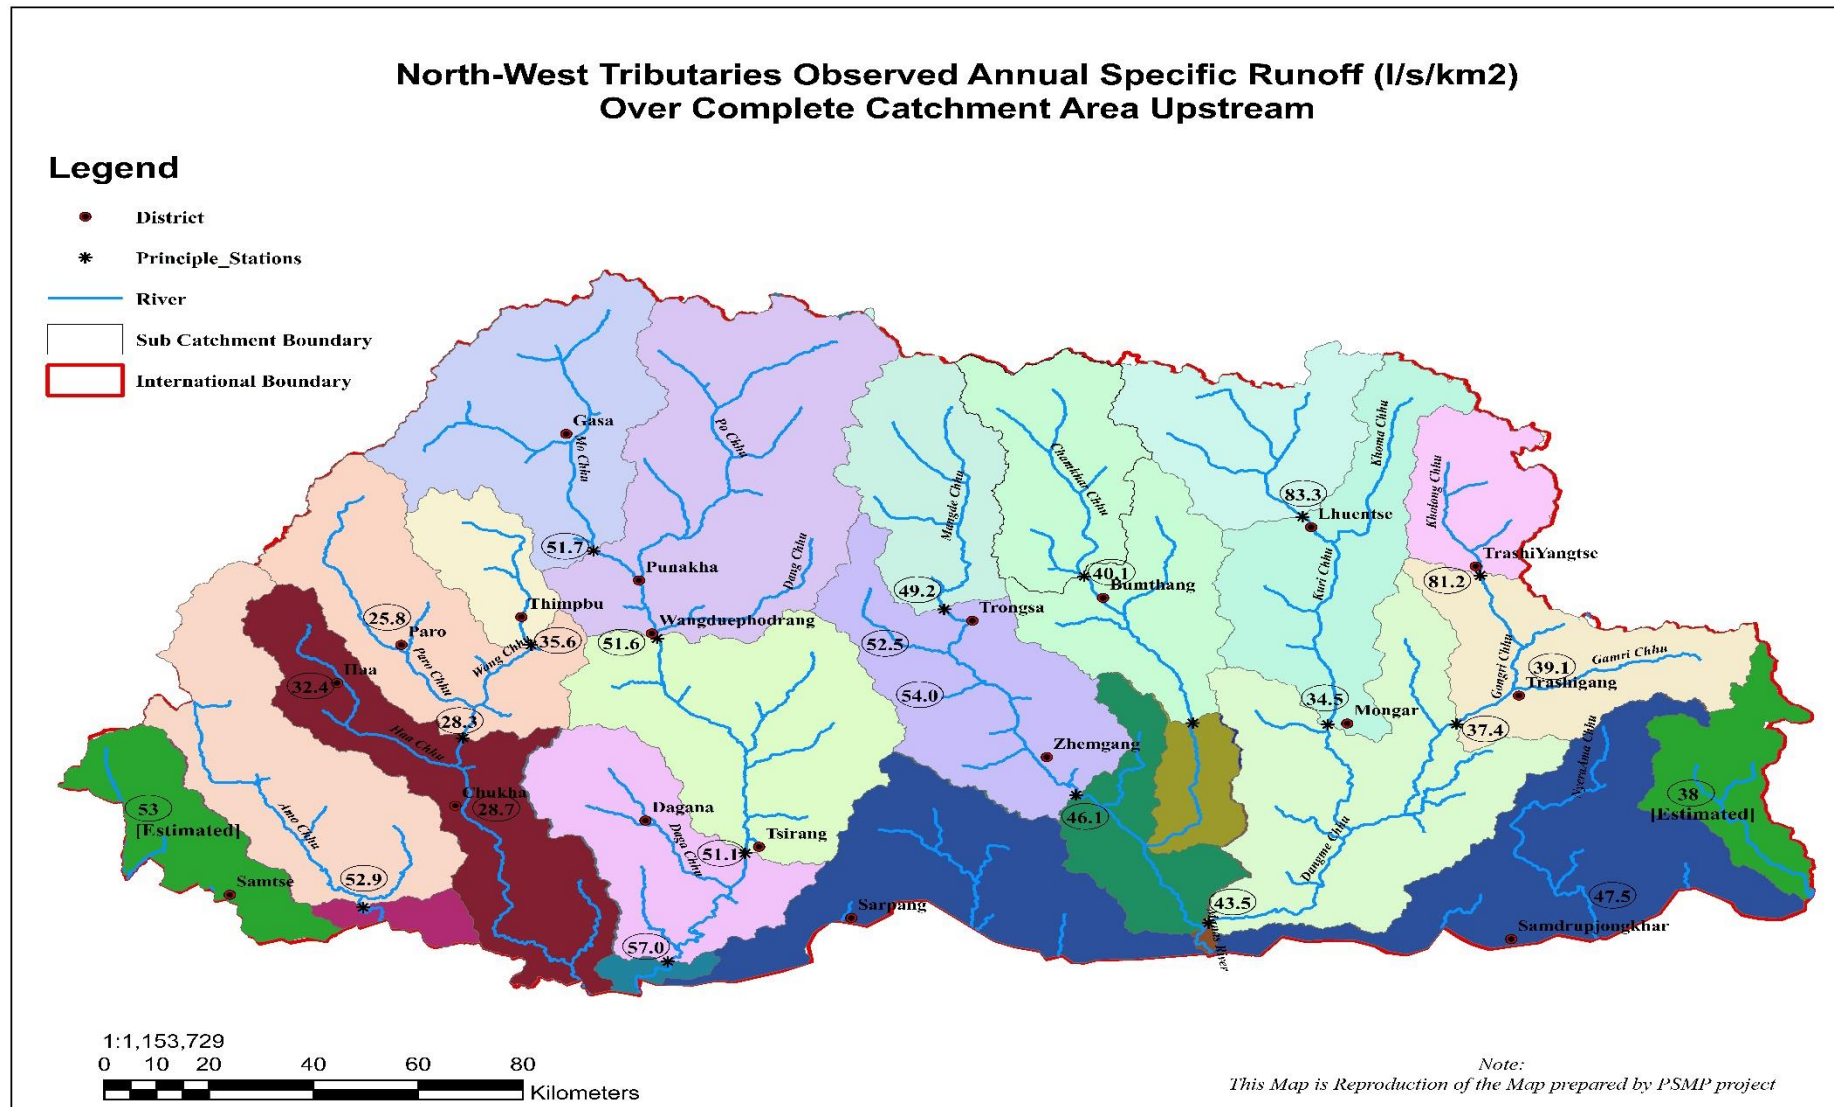 North-West Tributaries Observed Annual Specific Runoff (l/s/km2)
Over Complete Catchment Area Upstream
Legend
District
Principle_Stations
River
Sub Catchment Boundary
International Boundary
Gasa
Mo Chhu
Po Chhu
Mangde Chhu
Chamkhar Chhu
Khoma Chhu
Kholong Chhu
83.3
Lhuentse
51.7
Punakha
Dang Chhu
49.2
40.1
Bumthang
Kuri Chhu
TrashiYangtse
81.2
25.8
Paro
Paro Chhu
Thimphu
35.6
Wang Chhu
Wangduephodrang
51.6
Trongsa
52.5
54.0
39.1
Gamri Chhu
Gongri Chhu
Trashigang
Haa
32.4
28.3
Haa Chhu
34.5
Mongar
37.4
NyeraAma Chhu
Zhemgang
53
[Estimated]
Amo Chhu
Chukha
28.7
Dagana
Daga Chhu
51.1
Tsirang
46.1
Dangme Chhu
38
[Estimated]
Samtse
52.9
57.0
Sarpang
43.5
Manas River
47.5
Samdrupjongkhar
1:1,153,729
0 10 20 40 60 80
Kilometers
Note:
This Map is Reproduction of the Map prepared by PSMP project